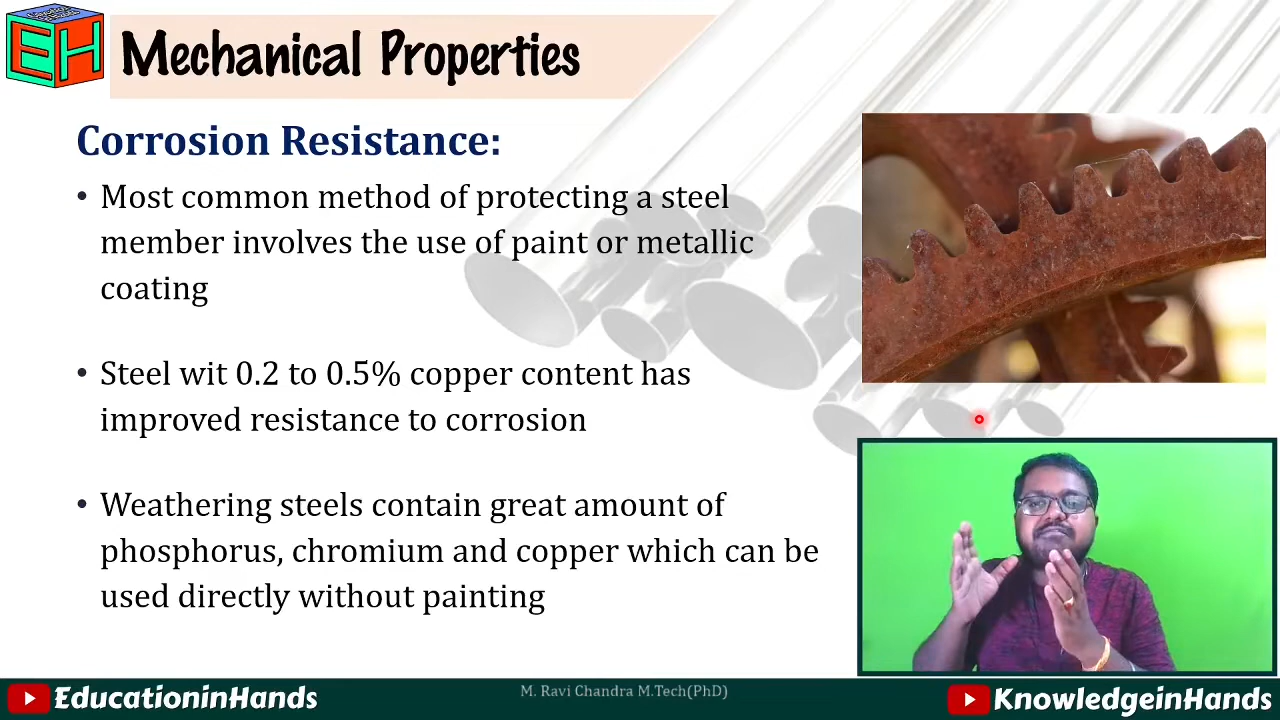 EH
Mechanical Properties
Corrosion Resistance:
• Most common method of protecting a steel
member involves the use of paint or metallic
coating
• Steel wit 0.2 to 0.5% copper content has
improved resistance to corrosion
• Weathering steels contain great amount of
phosphorus, chromium and copper which can be
used directly without painting
EducationinHands
M. Ravi Chandra M.Tech(PhD)
KnowledgeinHands